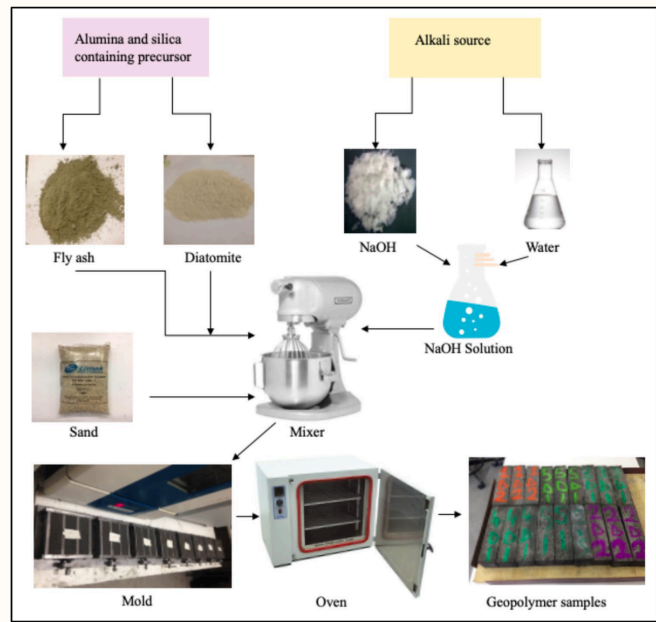 Alumina and silica
containing precursor
Alkali source
Fly ash
Diatomite
NaOH
Water
NaOH Solution
Sand
Mixer
Mold
Oven
Geopolymer samples